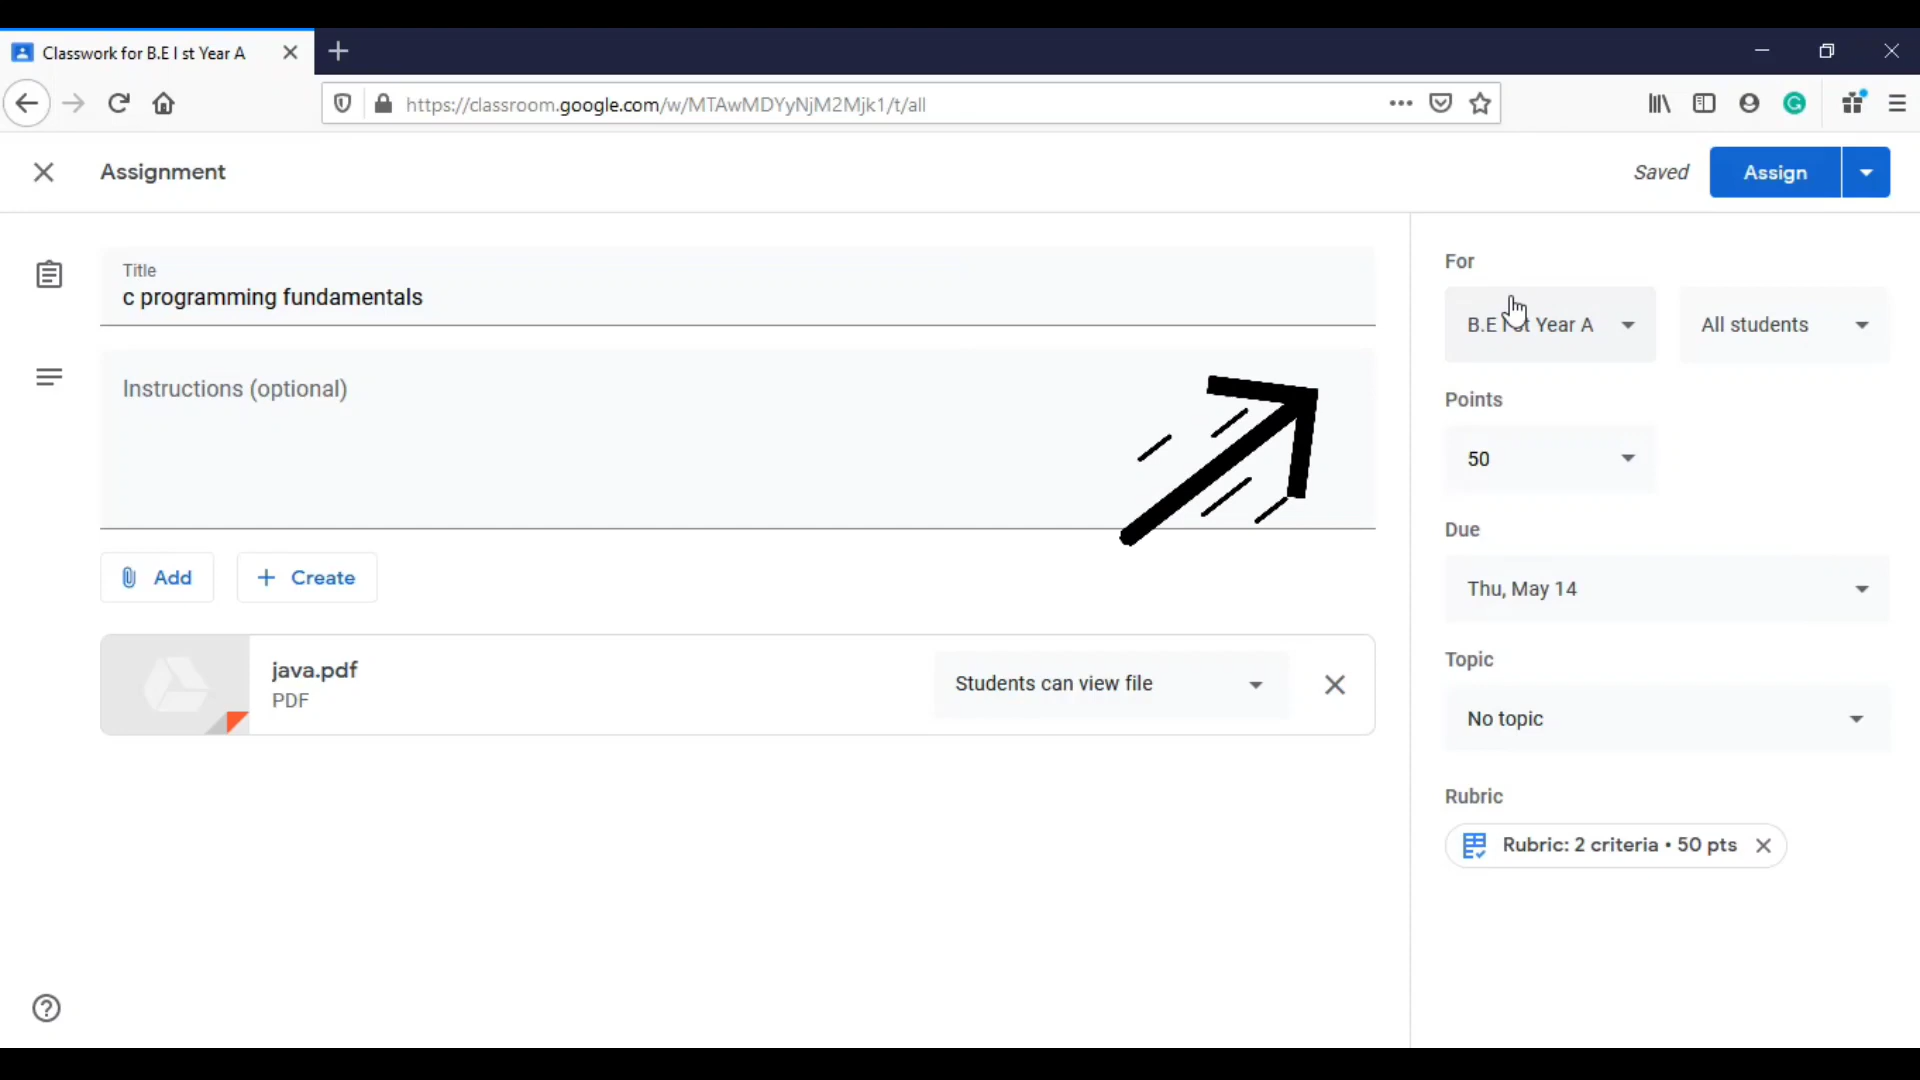 Classwork for B.E I st Year A
https://classroom.google.com/w/MTAwMDYyNjM2Mjk1/t/all
Assignment
Saved
Assign
Title
c programming fundamentals
Instructions (optional)
Add
Create
java.pdf
PDF
Students can view file
For
B.E I st Year A
All students
Points
50
Due
Thu, May 14
Topic
No topic
Rubric
Rubric: 2 criteria • 50 pts